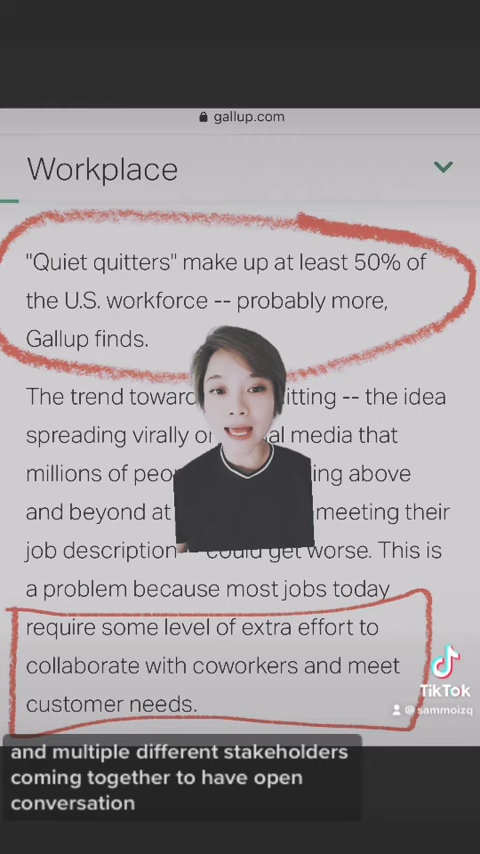 gallup.com
Workplace
"Quiet quitters" make up at least 50% of
the U.S. workforce -- probably more,
Gallup finds.
The trend toward itting -- the idea
spreading virally o al media that
millions of peo ing above
and beyond at meeting their
job description could get worse. This is
a problem because most jobs today
require some level of extra effort to
collaborate with coworkers and meet
customer needs.
TikTok
@sammoizq
and multiple different stakeholders
coming together to have open
conversation